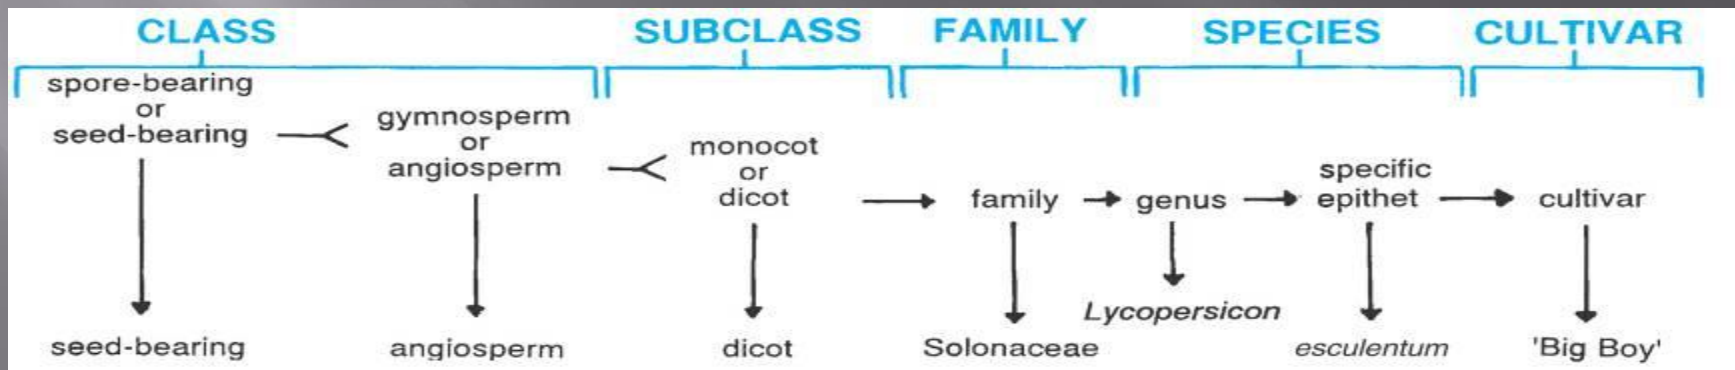 CLASS SUBCLASS FAMILY SPECIES CULTIVAR
spore-bearing
or
seed-bearing
gymnosperm
or
angiosperm
monocot
or
dicot
family
genus
specific
epithet
cultivar
seed-bearing
angiosperm
dicot
Solonaceae
Lycopersicon
esculentum
'Big Boy'